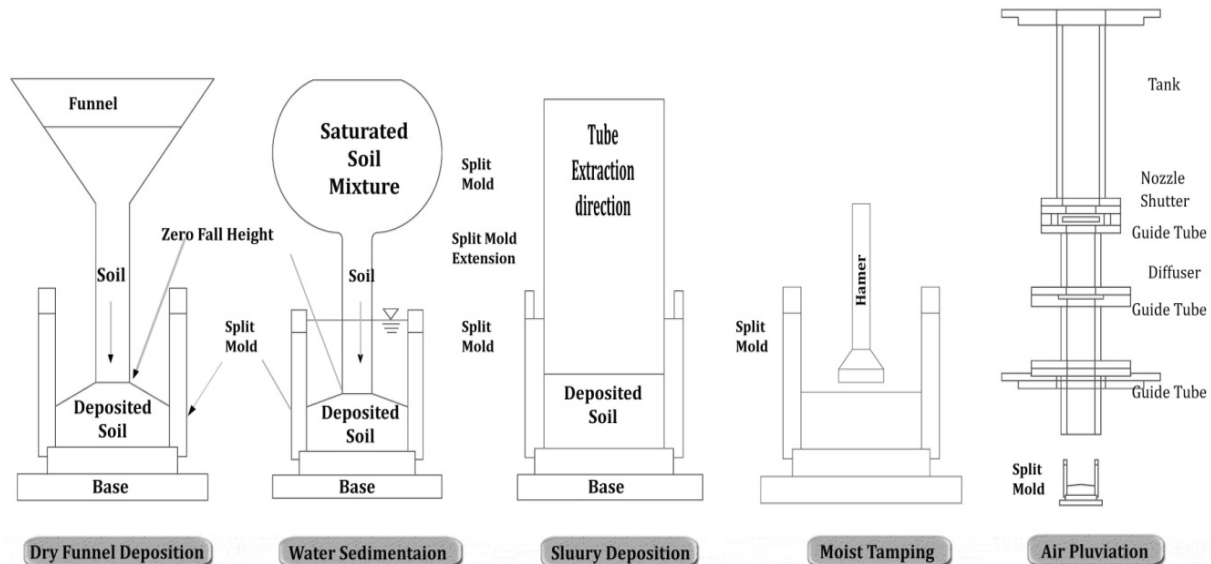 Funnel
Zero Fall Height
Soil
Split
Mold
Deposited
Soil
Base
Dry Funnel Deposition
Saturated
Soil
Mixture
Soil
Deposited
Soil
Base
Water Sedimentaion
Split
Mold
Split Mold
Extension
Split
Mold
Tube
Extraction
direction
Deposited
Soil
Base
Sluury Deposition
Split
Mold
Hamer
Moist Tamping
Tank
Nozzle
Shutter
Guide Tube
Diffuser
Guide Tube
Guide Tube
Split
Mold
Air Pluviation